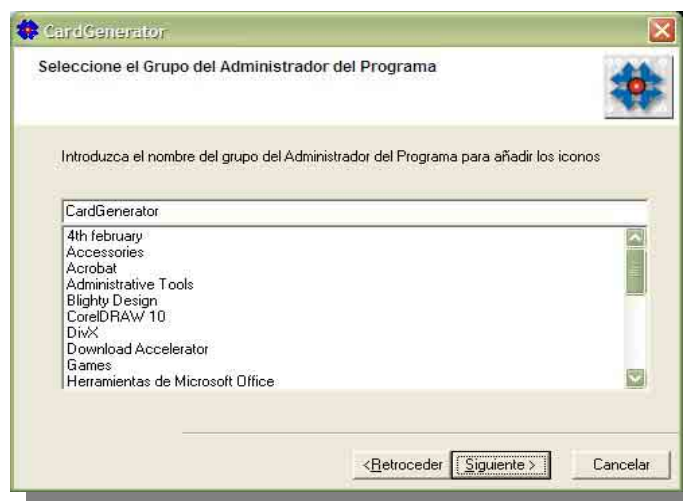 CardGenerator
Seleccione el Grupo del Administrador del Programa
Introduzca el nombre del grupo del Administrador del Programa para añadir los iconos
CardGenerator
4th february
Accessories
Acrobat
Administrative Tools
Blighty Design
CorelDRAW 10
DivX
Download Accelerator
Games
Herramientas de Microsoft Office
<Retroceder Siguiente > Cancelar